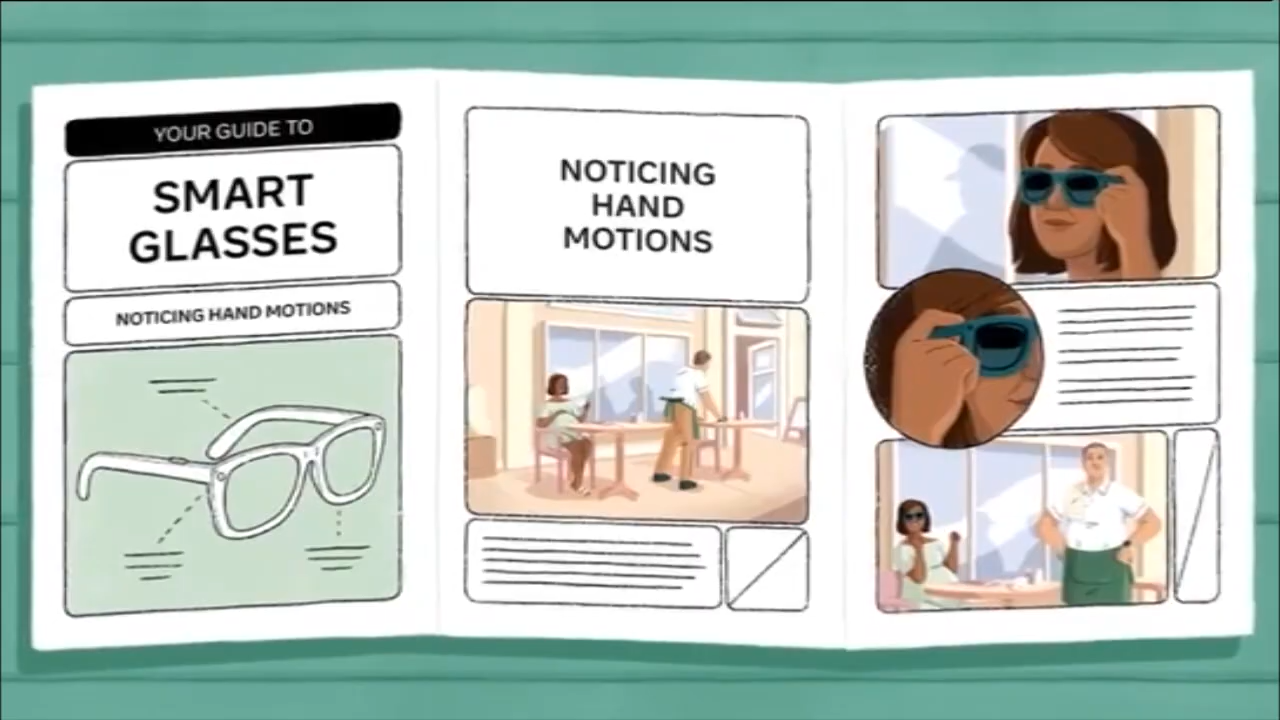 YOUR GUIDE TO
SMART
GLASSES
NOTICING HAND MOTIONS
NOTICING
HAND
MOTIONS